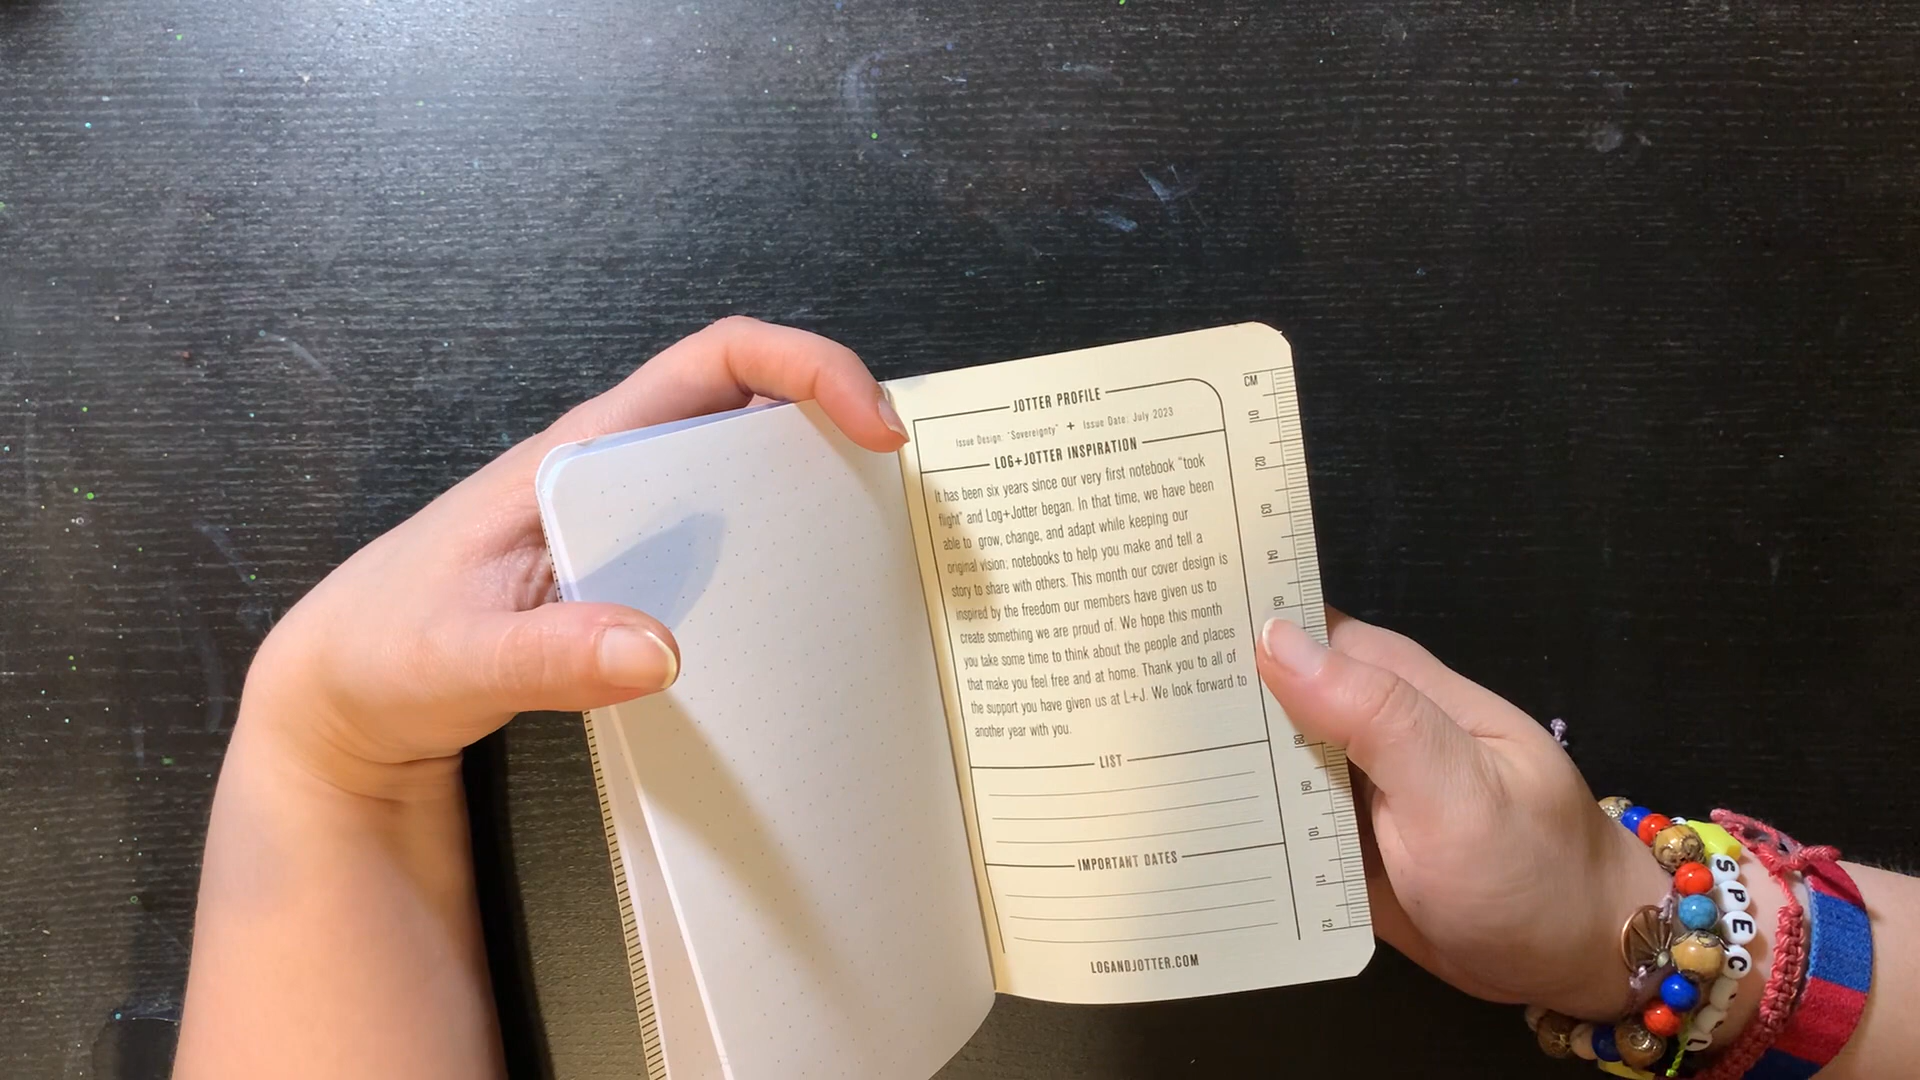 JOTTER PROFILE
Issue Design: "Sovereignty" + Issue Date: July 2023
LOG+JOTTER INSPIRATION
It has been six years since our very first notebook "took
flight" and Log+Jotter began. In that time, we have been
able to grow, change, and adapt while keeping our
original vision; notebooks to help you make and tell a
story to share with others. This month our cover design is
inspired by the freedom our members have given us to
create something we are proud of. We hope this month
you take some time to think about the people and places
that make you feel free and at home. Thank you to all of
the support you have given us at L+J. We look forward to
another year with you.
LIST
IMPORTANT DATES
LOGANDJOTTER.COM
CM
01
02
03
04
05
08
09
10
11
12
SPEC